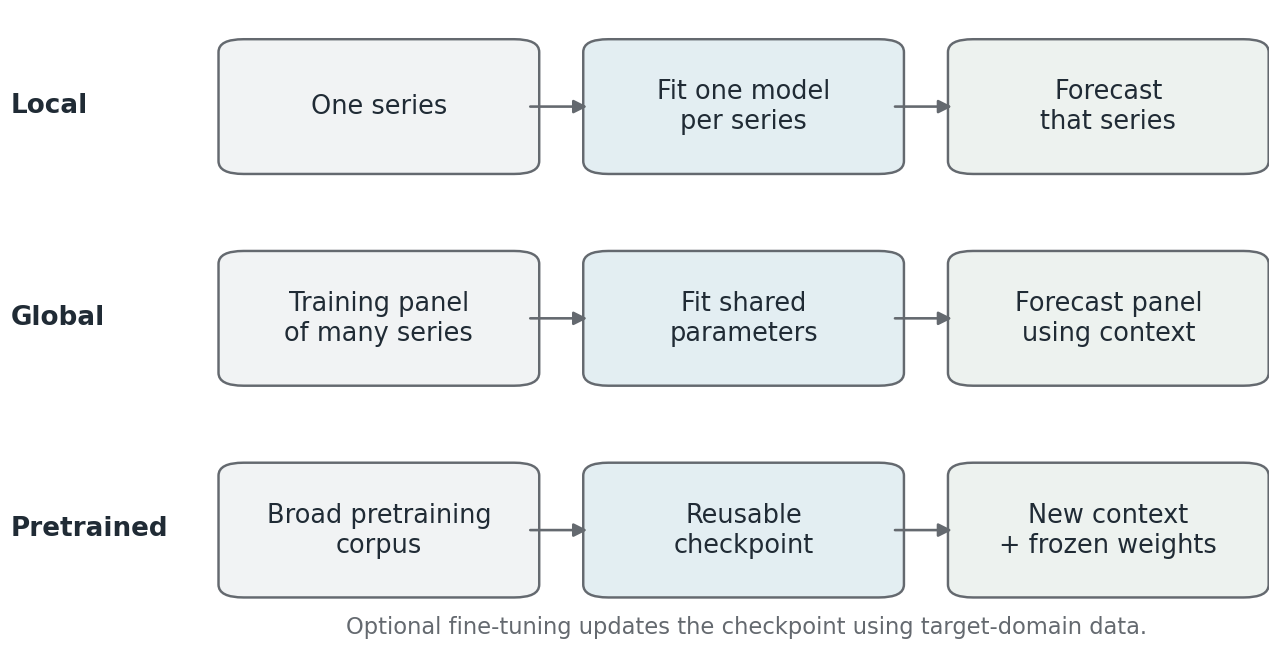 Local
One series
Fit one model
per series
Forecast
that series
Global
Training panel
of many series
Fit shared
parameters
Forecast panel
using context
Pretrained
Broad pretraining
corpus
Reusable
checkpoint
New context
+ frozen weights
Optional fine-tuning updates the checkpoint using target-domain data.